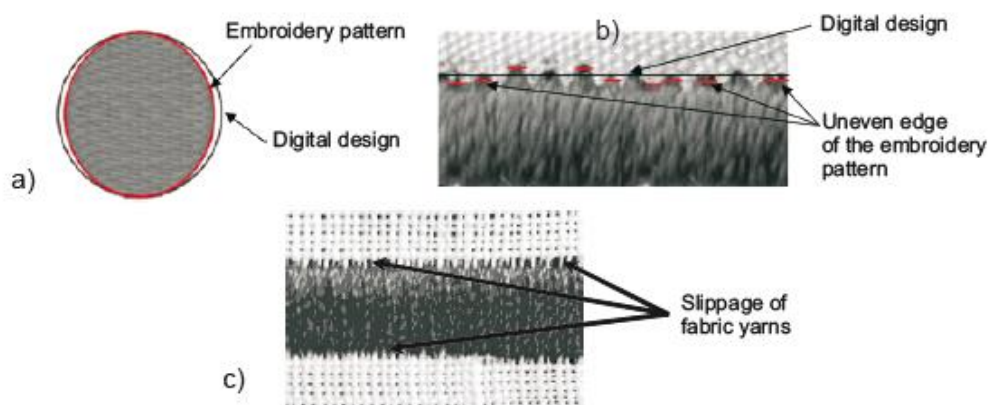 Embroidery pattern
Digital design
a)
b)
Digital design
Uneven edge
of the embroidery
pattern
Slippage of
fabric yarns
c)